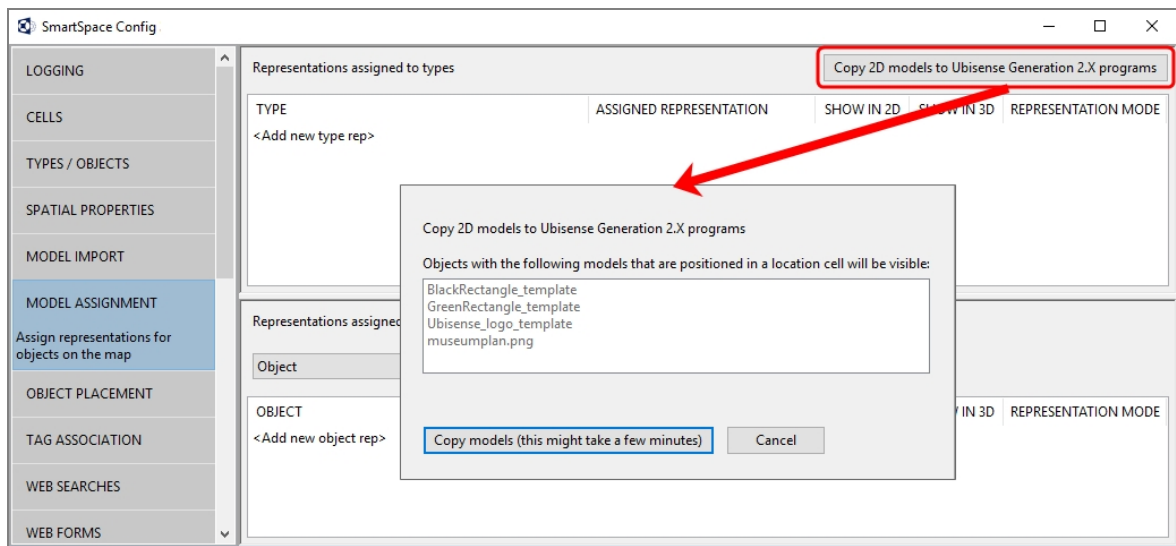 SmartSpace Config
LOGGING
CELLS
TYPES / OBJECTS
SPATIAL PROPERTIES
MODEL IMPORT
MODEL ASSIGNMENT
Assign representations for
objects on the map
OBJECT PLACEMENT
TAG ASSOCIATION
WEB SEARCHES
WEB FORMS
Representations assigned to types
Copy 2D models to Ubisense Generation 2.X programs
TYPE ASSIGNED REPRESENTATION SHOW IN 2D SHOW IN 3D REPRESENTATION MODE
<Add new type rep>
Copy 2D models to Ubisense Generation 2.X programs
Objects with the following models that are positioned in a location cell will be visible:
BlackRectangle_template
GreenRectangle_template
Ubisense_logo_template
museumplan.png
Copy models (this might take a few minutes) Cancel
Representations assigned
Object
OBJECT IN 3D REPRESENTATION MODE
<Add new object rep>